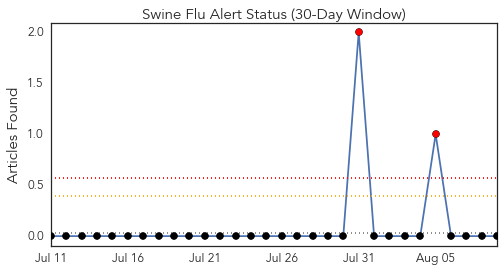 Swine Flu Alert Status (30-Day Window)
Articles Found
2.0
1.5
1.0
0.5
0.0
Jul 11
Jul 16
Jul 21
Jul 26
Jul 31
Aug 05